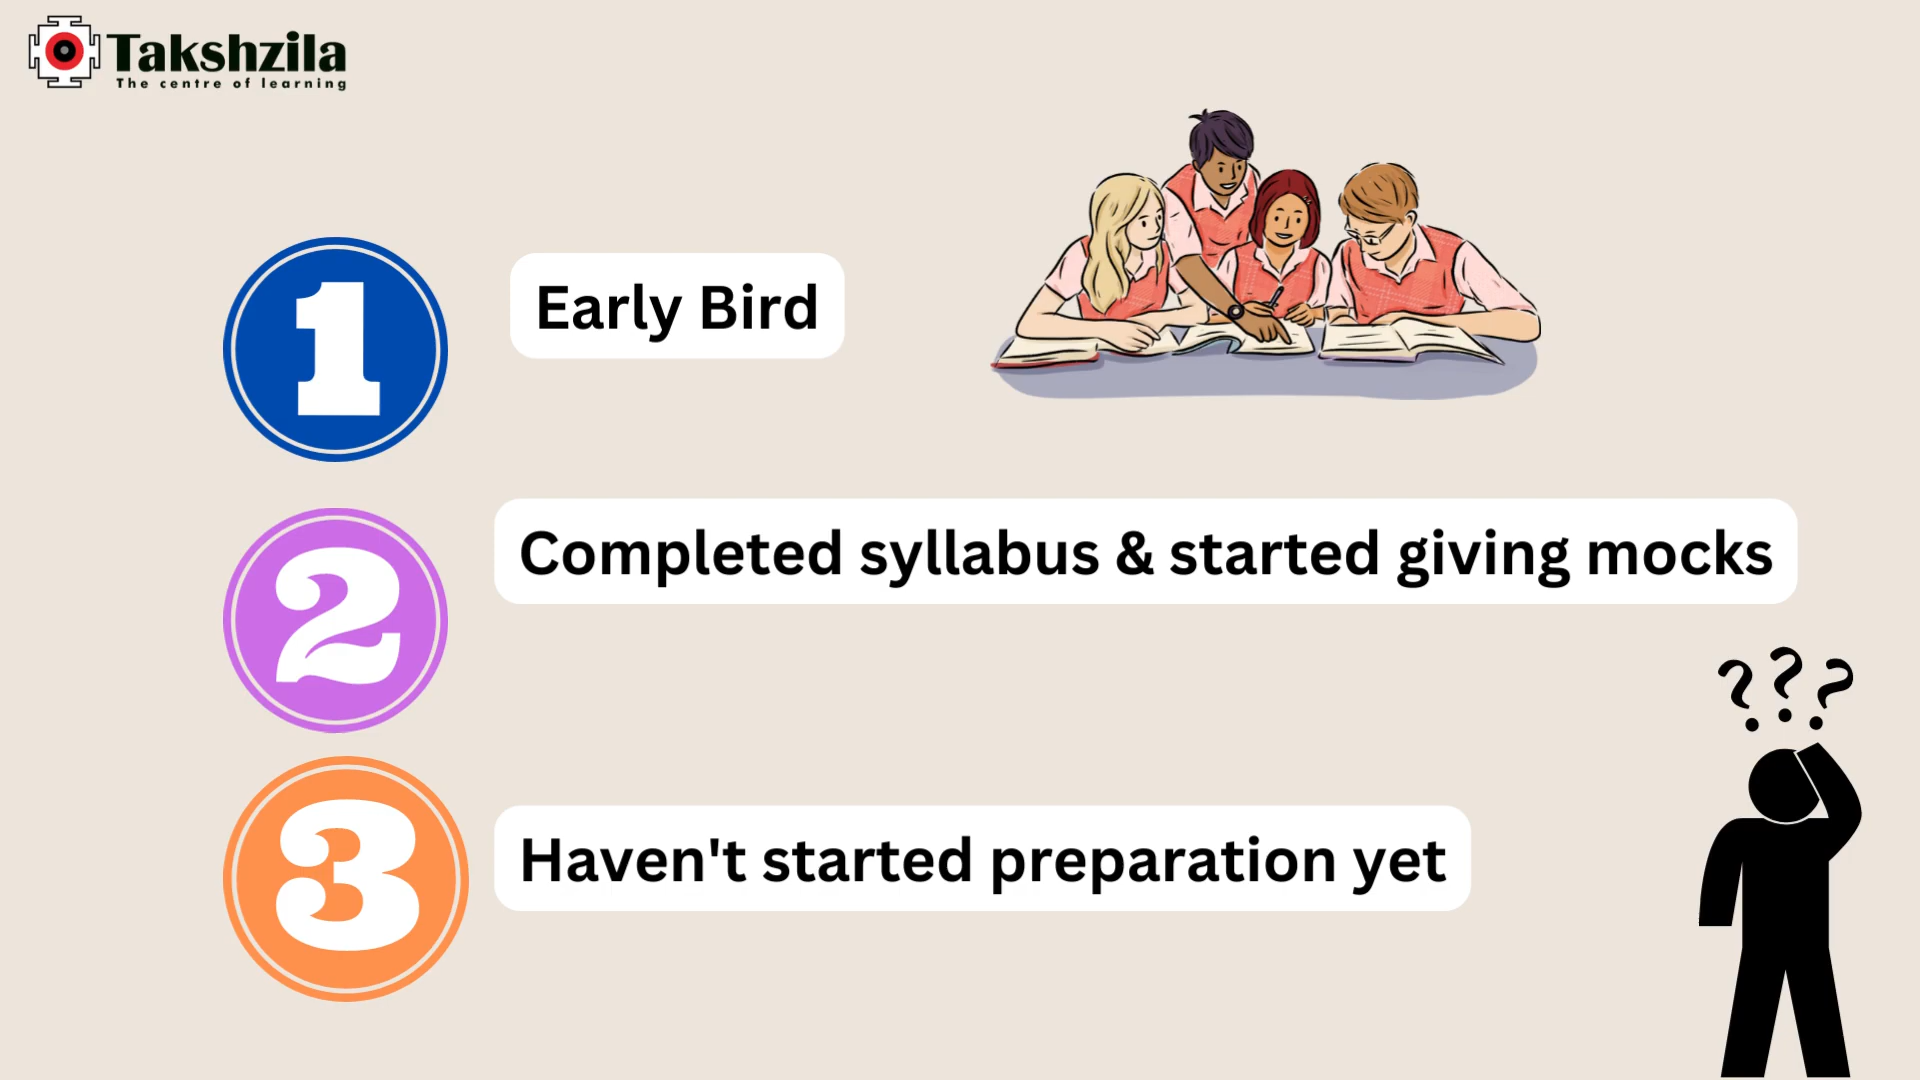 Takshzila
The centre of learning
1
Early Bird
2
Completed syllabus & started giving mocks
???
3
Haven't started preparation yet